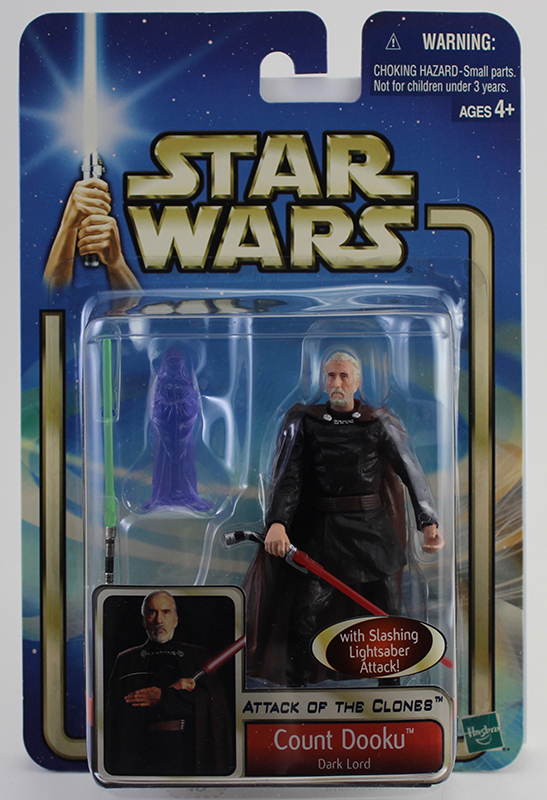 WARNING:
CHOKING HAZARD-Small parts.
Not for children under 3 years.
AGES 4+
STAR
WARS
with Slashing
Lightsaber
Attack!
ATTACK OF THE CLONES™
Count Dooku™
Dark Lord
Hasbro